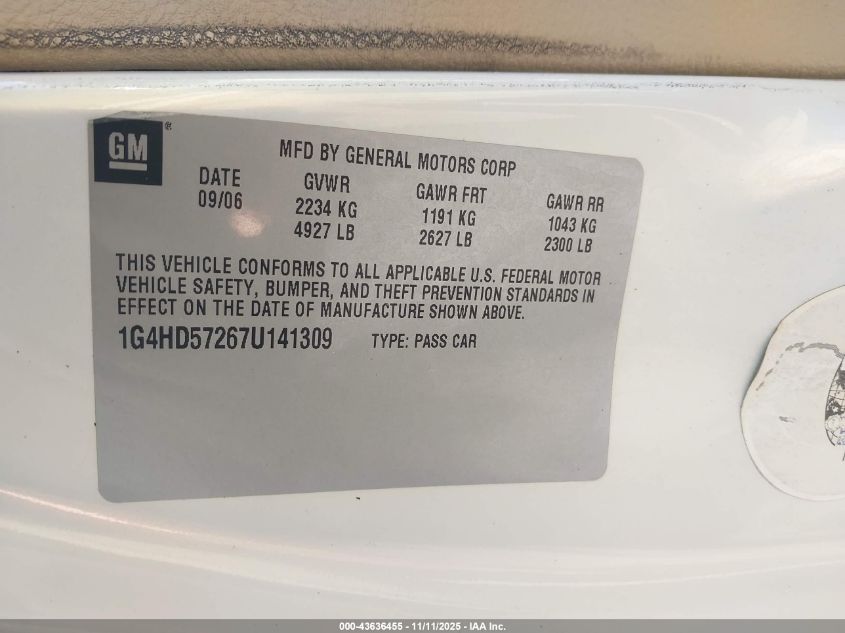 GM®
MFD BY GENERAL MOTORS CORP
DATE GVWR GAWR FRT GAWR RR
09/06 2234 KG 1191 KG 1043 KG
4927 LB 2627 LB 2300 LB
THIS VEHICLE CONFORMS TO ALL APPLICABLE U.S. FEDERAL MOTOR
VEHICLE SAFETY, BUMPER, AND THEFT PREVENTION STANDARDS IN
EFFECT ON THE DATE OF MANUFACTURE SHOWN ABOVE.
1G4HD57267U141309 TYPE: PASS CAR
000-43636455 - 11/11/2025 - IAA Inc.